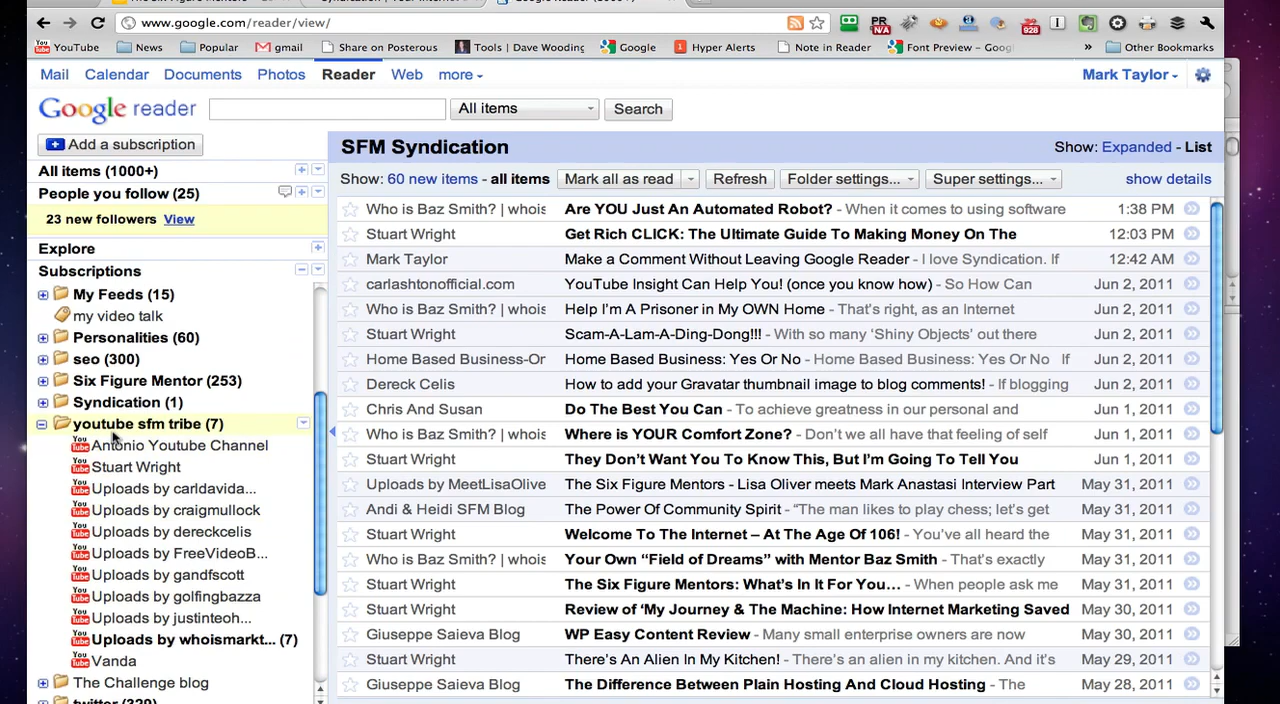 www.google.com/reader/view/
PR N/A
928
YouTube News Popular gmail Share on Posterous Tools | Dave Wooding Google Hyper Alerts Note in Reader Font Preview – Goog » Other Bookmarks
Mail Calendar Documents Photos Reader Web more Mark Taylor
Google reader All items Search
Add a subscription
SFM Syndication Show: Expanded - List
All items (1000+)
People you follow (25)
23 new followers View
Explore
Subscriptions
My Feeds (15)
my video talk
Personalities (60)
seo (300)
Six Figure Mentor (253)
Syndication (1)
youtube sfm tribe (7)
Antonio Youtube Channel
Stuart Wright
Uploads by carldavida...
Uploads by craigmullock
Uploads by dereckcelis
Uploads by FreeVideoB...
Uploads by gandfscott
Uploads by golfingbazza
Uploads by justinteoh...
Uploads by whoismarkt... (7)
Vanda
The Challenge blog
twitter (329)
Show: 60 new items - all items Mark all as read Refresh Folder settings... Super settings... show details
Who is Baz Smith? | whois Are YOU Just An Automated Robot? - When it comes to using software 1:38 PM
Stuart Wright Get Rich CLICK: The Ultimate Guide To Making Money On The 12:03 PM
Mark Taylor Make a Comment Without Leaving Google Reader - I love Syndication. If 12:42 AM
carlashtonofficial.com YouTube Insight Can Help You! (once you know how) - So How Can Jun 2, 2011
Who is Baz Smith? | whois Help I'm A Prisoner in My OWN Home - That's right, as an Internet Jun 2, 2011
Stuart Wright Scam-A-Lam-A-Ding-Dong!!! - With so many ‘Shiny Objects’ out there Jun 2, 2011
Home Based Business-Or Home Based Business: Yes Or No - Home Based Business: Yes Or No If Jun 2, 2011
Dereck Celis How to add your Gravatar thumbnail image to blog comments! - If blogging Jun 2, 2011
Chris And Susan Do The Best You Can - To achieve greatness in our personal and Jun 1, 2011
Who is Baz Smith? | whois Where is YOUR Comfort Zone? - Don't we all have that feeling of self Jun 1, 2011
Stuart Wright They Don't Want You To Know This, But I'm Going To Tell You Jun 1, 2011
Uploads by MeetLisaOlive The Six Figure Mentors - Lisa Oliver meets Mark Anastasi Interview Part May 31, 2011
Andi & Heidi SFM Blog The Power Of Community Spirit - “The man likes to play chess; let's get May 31, 2011
Stuart Wright Welcome To The Internet – At The Age Of 106! - You've all heard the May 31, 2011
Who is Baz Smith? | whois Your Own “Field of Dreams” with Mentor Baz Smith - That's exactly May 31, 2011
Stuart Wright The Six Figure Mentors: What's In It For You… - When people ask me May 31, 2011
Stuart Wright Review of ‘My Journey & The Machine: How Internet Marketing Saved May 30, 2011
Giuseppe Saieva Blog WP Easy Content Review - Many small enterprise owners are now May 30, 2011
Stuart Wright There's An Alien In My Kitchen! - There's an alien in my kitchen. And it's May 29, 2011
Giuseppe Saieva Blog The Difference Between Plain Hosting And Cloud Hosting - The May 28, 2011